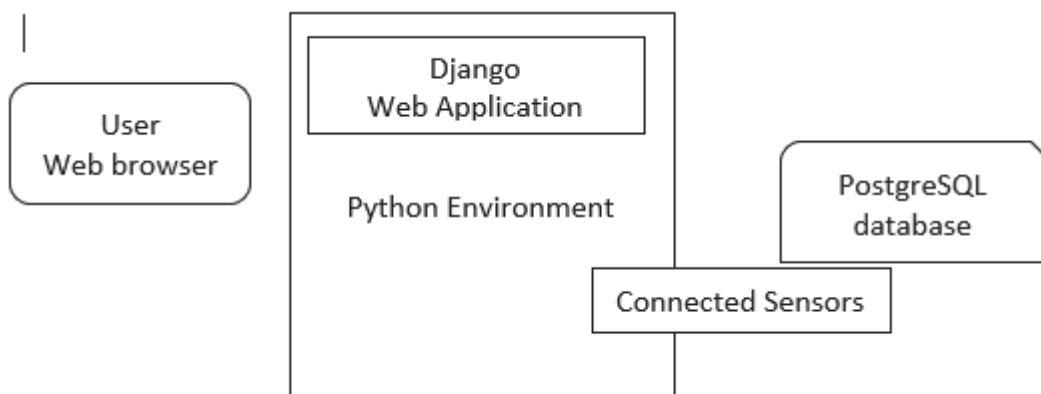 Django
Web Application
User
Web browser
Python Environment
PostgreSQL
database
Connected Sensors